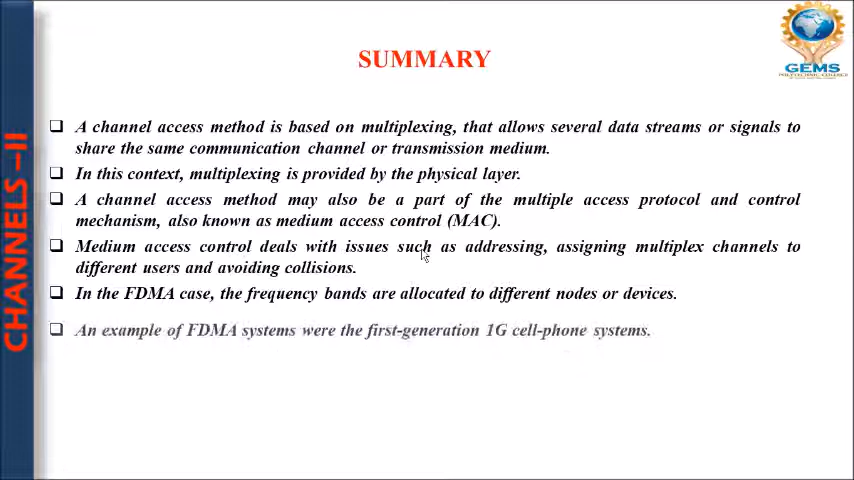 SUMMARY
GEMS
❑ A channel access method is based on multiplexing, that allows several data streams or signals to
share the same communication channel or transmission medium.
❑ In this context, multiplexing is provided by the physical layer.
❑ A channel access method may also be a part of the multiple access protocol and control
mechanism, also known as medium access control (MAC).
❑ Medium access control deals with issues such as addressing, assigning multiplex channels to
different users and avoiding collisions.
❑ In the FDMA case, the frequency bands are allocated to different nodes or devices.
❑ An example of FDMA systems were the first-generation 1G cell-phone systems.
CHANNELS –II